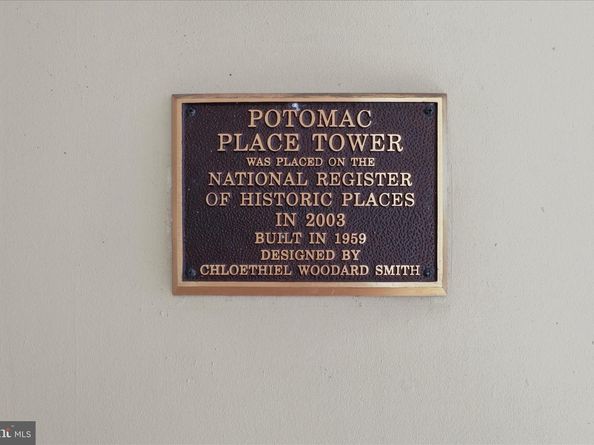 POTOMAC
PLACE TOWER
WAS PLACED ON THE
NATIONAL REGISTER
OF HISTORIC PLACES
IN 2003
BUILT IN 1959
DESIGNED BY
CHLOETHIEL WOODARD SMITH
MLS